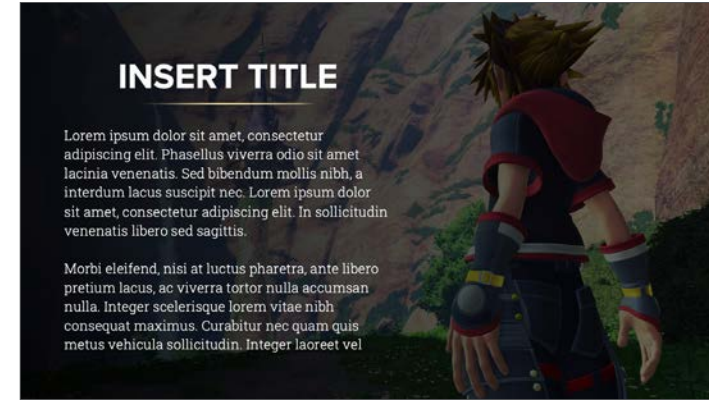 INSERT TITLE
Lorem ipsum dolor sit amet, consectetur
adipiscing elit. Phasellus viverra odio sit amet
lacinia venenatis. Sed bibendum mollis nibh, a
interdum lacus suscipit nec. Lorem ipsum dolor
sit amet, consectetur adipiscing elit. In sollicitudin
venenatis libero sed sagittis.
Morbi eleifend, nisi at luctus pharetra, ante libero
pretium lacus, ac viverra tortor nulla accumsan
nulla. Integer scelerisque lorem vitae nibh
consequat maximus. Curabitur nec quam quis
metus vehicula sollicitudin. Integer laoreet vel